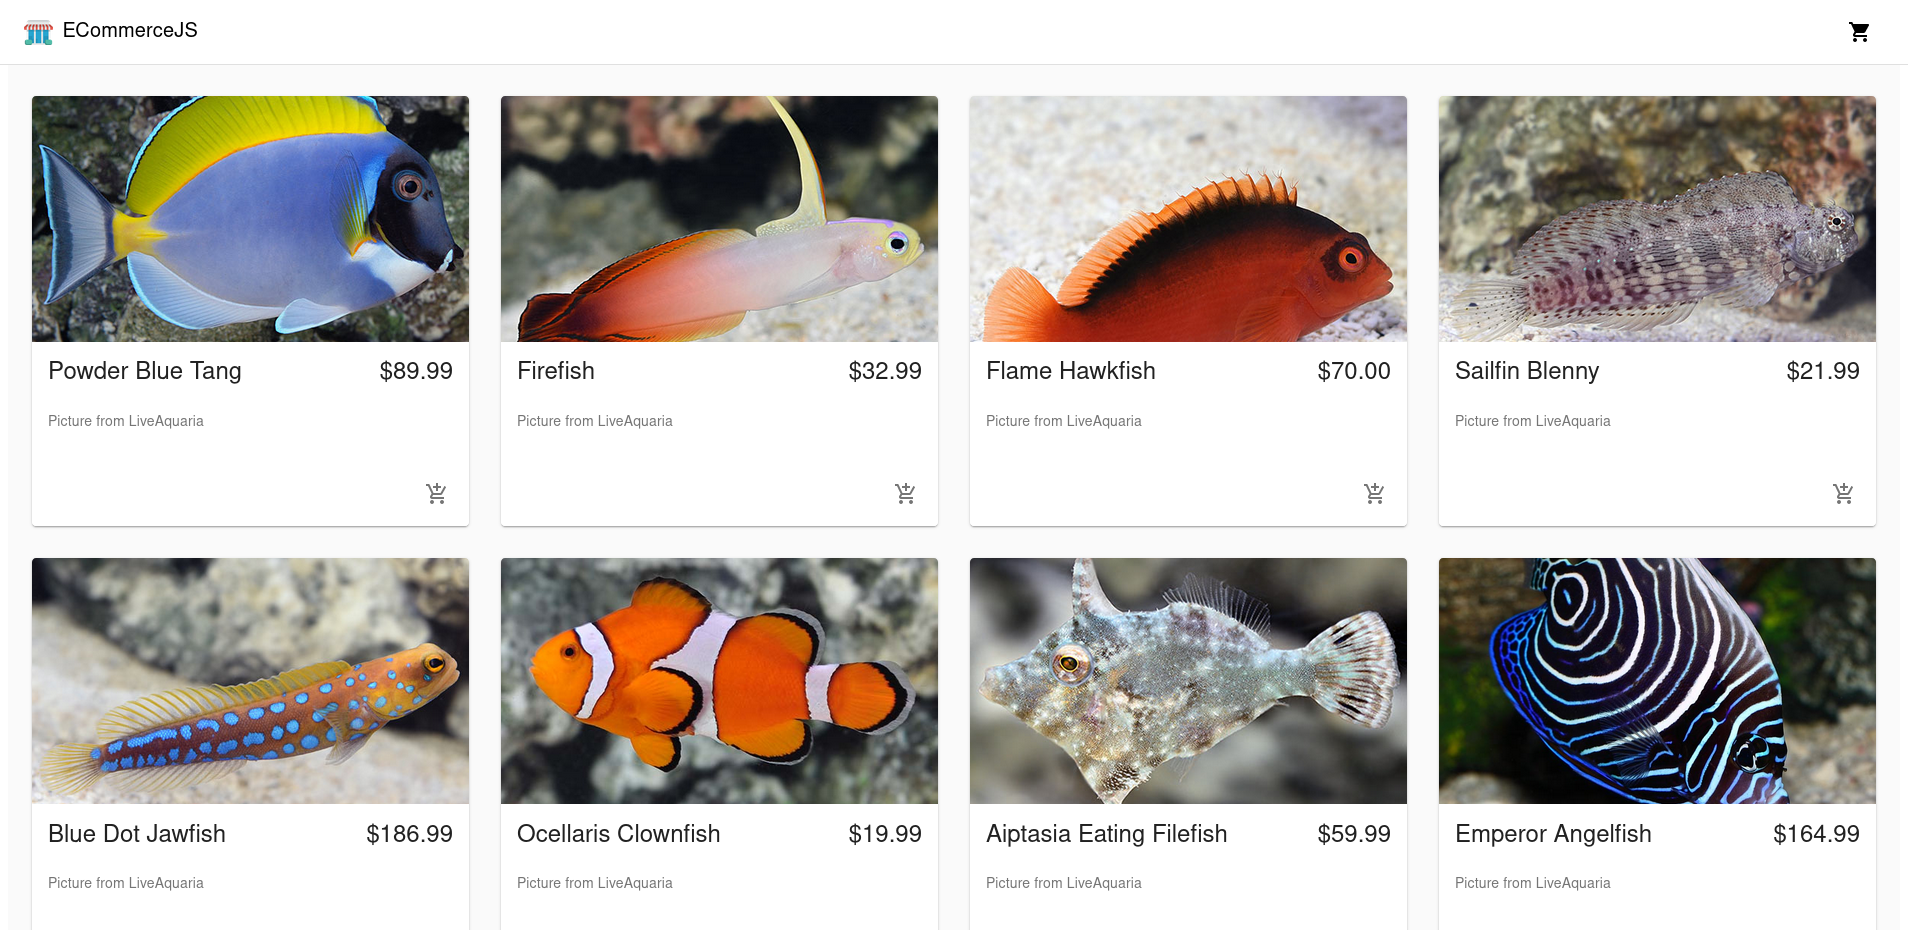 ECommerceJS
Powder Blue Tang $89.99
Picture from LiveAquaria
Firefish $32.99
Picture from LiveAquaria
Flame Hawkfish $70.00
Picture from LiveAquaria
Sailfin Blenny $21.99
Picture from LiveAquaria
Blue Dot Jawfish $186.99
Picture from LiveAquaria
Ocellaris Clownfish $19.99
Picture from LiveAquaria
Aiptasia Eating Filefish $59.99
Picture from LiveAquaria
Emperor Angelfish $164.99
Picture from LiveAquaria